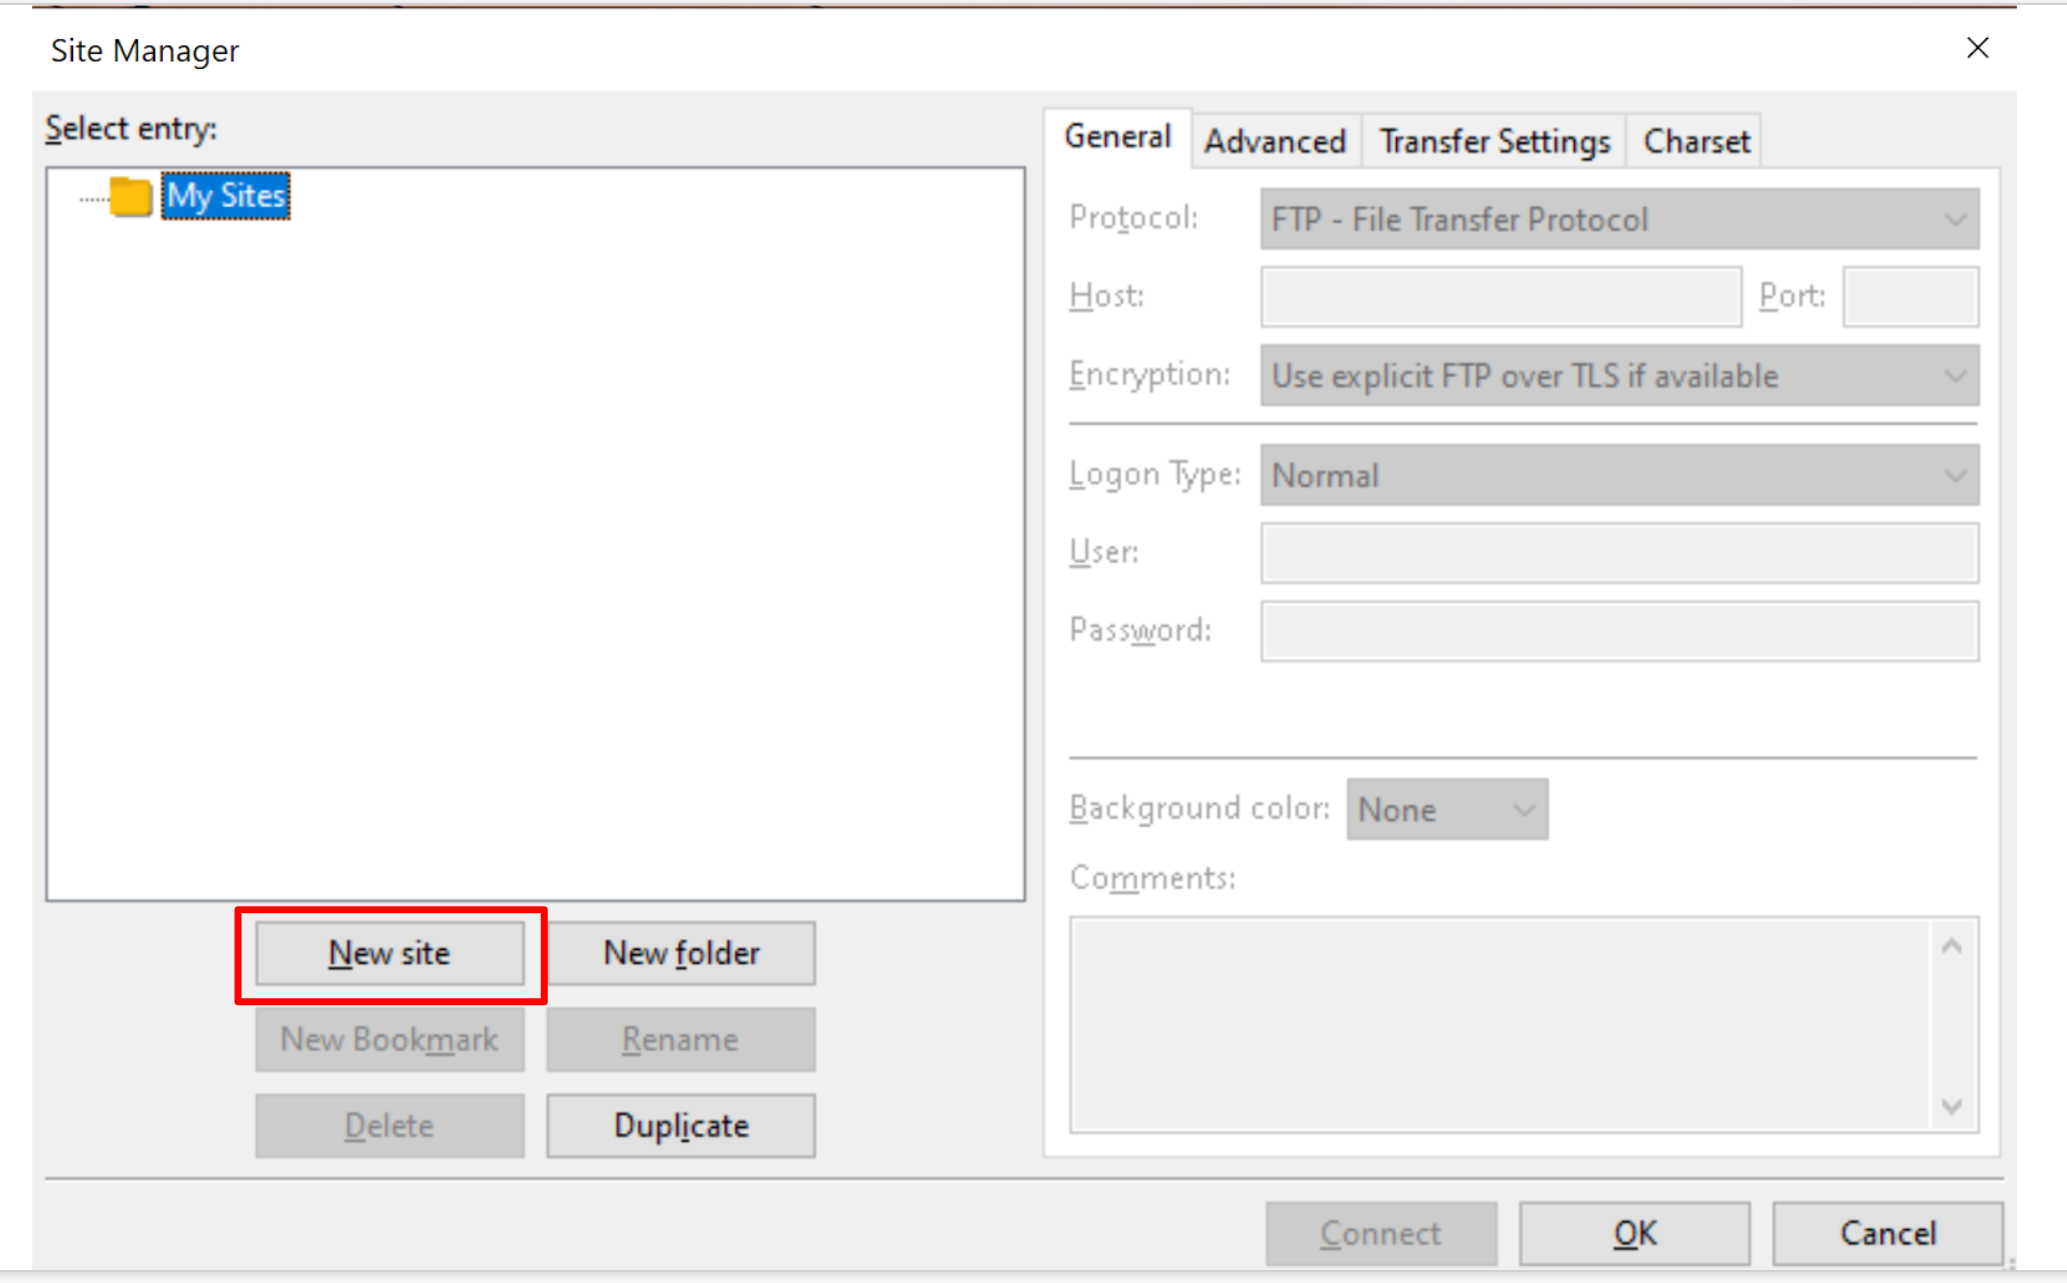 Site Manager
Select entry:
My Sites
New site
New folder
New Bookmark
Rename
Delete
Duplicate
General
Advanced
Transfer Settings
Charset
Protocol:
FTP - File Transfer Protocol
Host:
Port:
Encryption:
Use explicit FTP over TLS if available
Logon Type:
Normal
User:
Password:
Background color:
None
Comments:
Connect
OK
Cancel